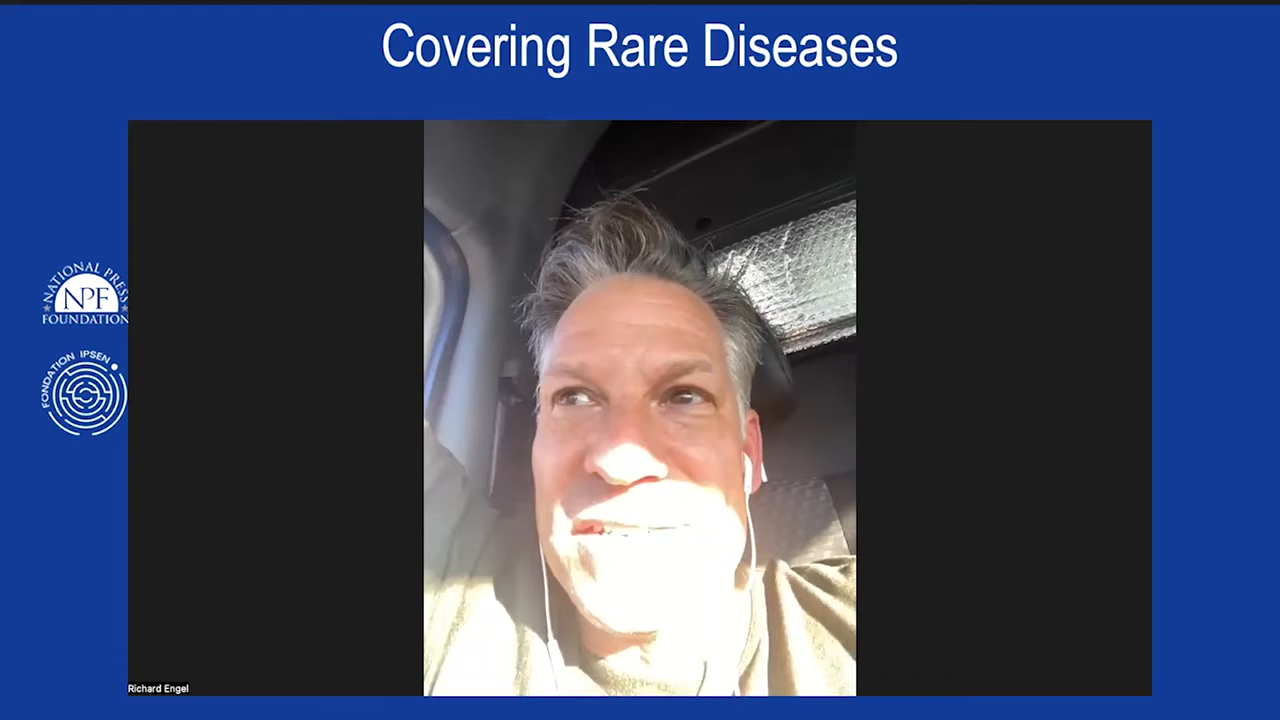 Covering Rare Diseases
NATIONAL PRESS
NPF
FOUNDATION
FONDATION IPSEN
Richard Engel